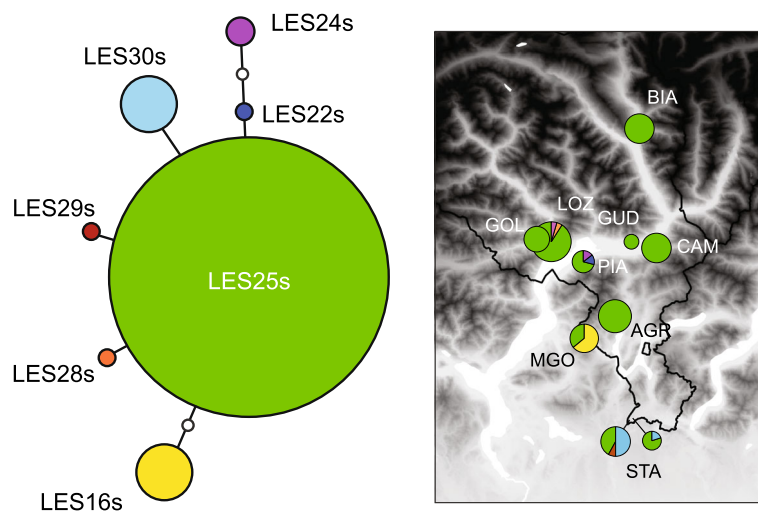 LES24s
LES30s
LES22s
LES29s
LES25s
LES28s
LES16s
BIA
LOZ
GUD
GOL
CAM
PIA
AGR
MGO
STA